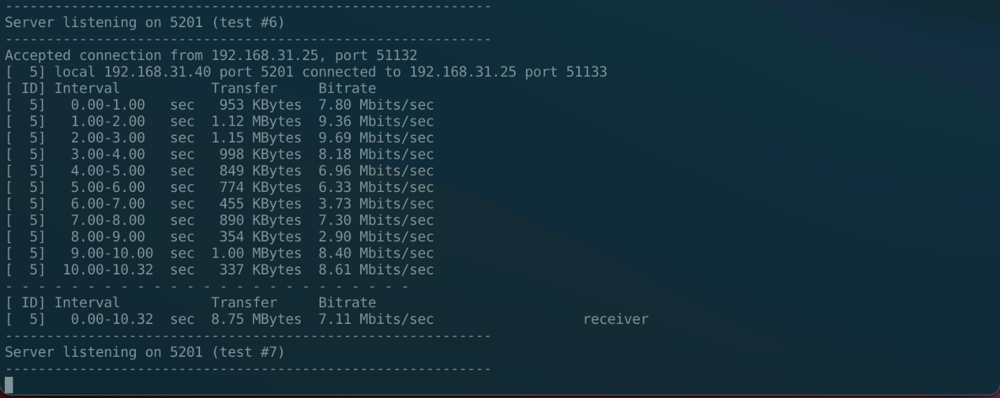 -----------------------------------------------------------
Server listening on 5201 (test #6)
-----------------------------------------------------------
Accepted connection from 192.168.31.25, port 51132
[  5] local 192.168.31.40 port 5201 connected to 192.168.31.25 port 51133
[ ID] Interval           Transfer     Bitrate
[  5]   0.00-1.00   sec   953 KBytes  7.80 Mbits/sec
[  5]   1.00-2.00   sec  1.12 MBytes  9.36 Mbits/sec
[  5]   2.00-3.00   sec  1.15 MBytes  9.69 Mbits/sec
[  5]   3.00-4.00   sec   998 KBytes  8.18 Mbits/sec
[  5]   4.00-5.00   sec   849 KBytes  6.96 Mbits/sec
[  5]   5.00-6.00   sec   774 KBytes  6.33 Mbits/sec
[  5]   6.00-7.00   sec   455 KBytes  3.73 Mbits/sec
[  5]   7.00-8.00   sec   890 KBytes  7.30 Mbits/sec
[  5]   8.00-9.00   sec   354 KBytes  2.90 Mbits/sec
[  5]   9.00-10.00  sec  1.00 MBytes  8.40 Mbits/sec
[  5]  10.00-10.32  sec   337 KBytes  8.61 Mbits/sec
- - - - - - - - - - - - - - - - - - - - - - - - -
[ ID] Interval           Transfer     Bitrate
[  5]   0.00-10.32  sec  8.75 MBytes  7.11 Mbits/sec                  receiver
-----------------------------------------------------------
Server listening on 5201 (test #7)
-----------------------------------------------------------